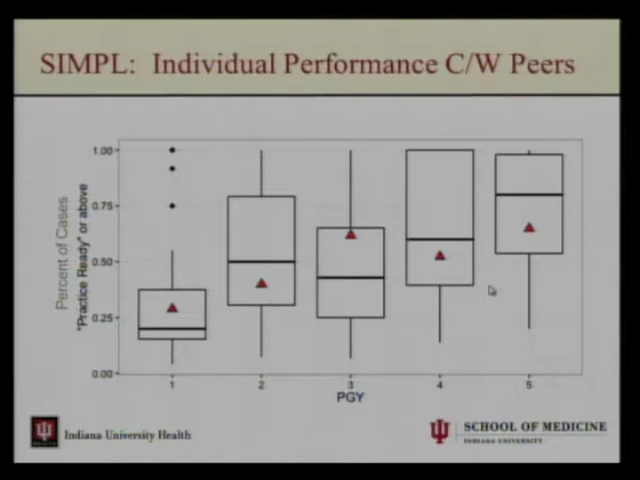 SIMPL: Individual Performance C/W Peers
Percent of Cases
"Practice Ready" or above
1.00
0.75
0.50
0.25
0.00
1 2 3 4 5
PGY
Indiana University Health
SCHOOL OF MEDICINE
INDIANA UNIVERSITY